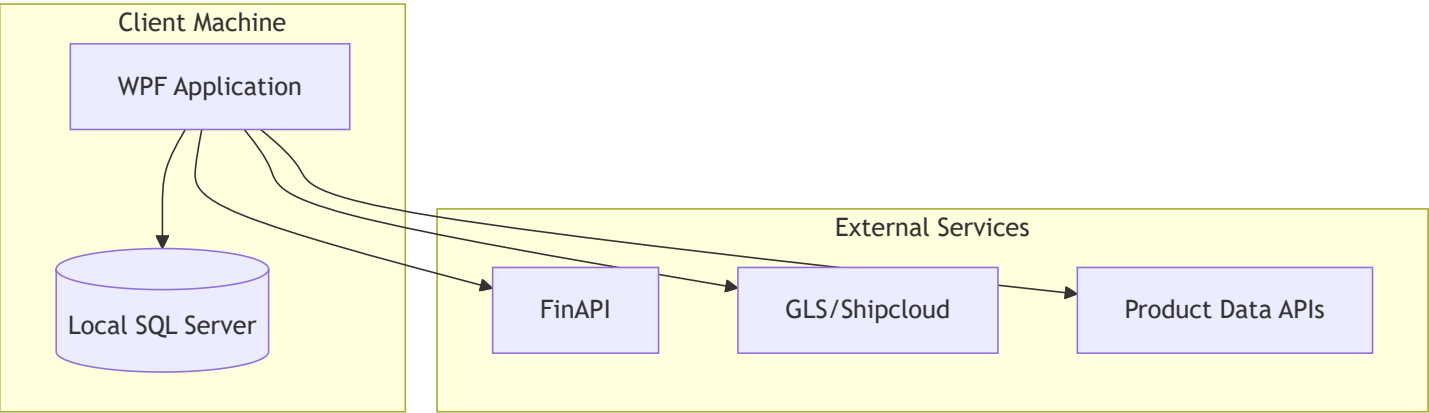 Client Machine
WPF Application
Local SQL Server
External Services
FinAPI
GLS/Shipcloud
Product Data APIs